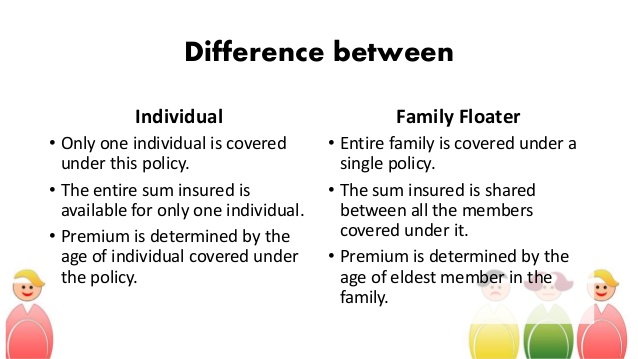 Difference between
Individual
• Only one individual is covered
under this policy.
• The entire sum insured is
available for only one individual.
• Premium is determined by the
age of individual covered under
the policy.
Family Floater
• Entire family is covered under a
single policy.
• The sum insured is shared
between all the members
covered under it.
• Premium is determined by the
age of eldest member in the
family.